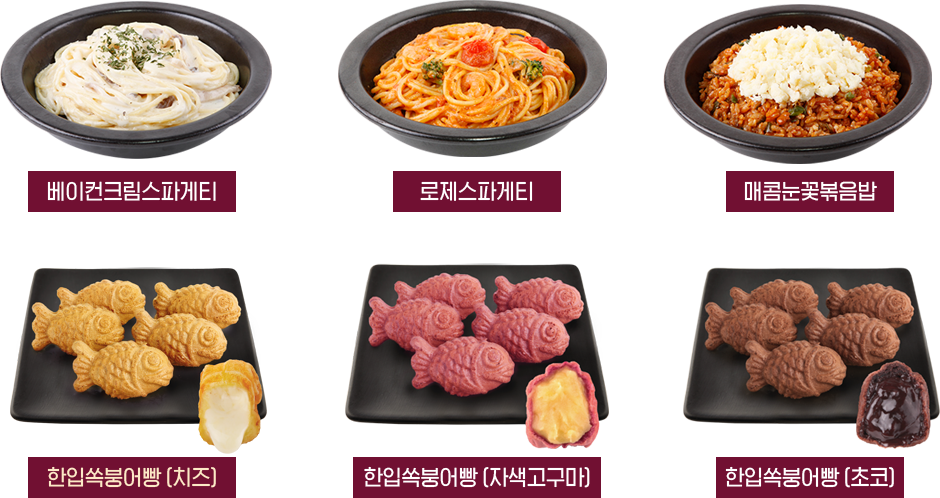 베이컨크림스파게티
로제스파게티
매콤눈꽃볶음밥
한입쏙붕어빵 (치즈)
한입쏙붕어빵 (자색고구마)
한입쏙붕어빵 (초코)